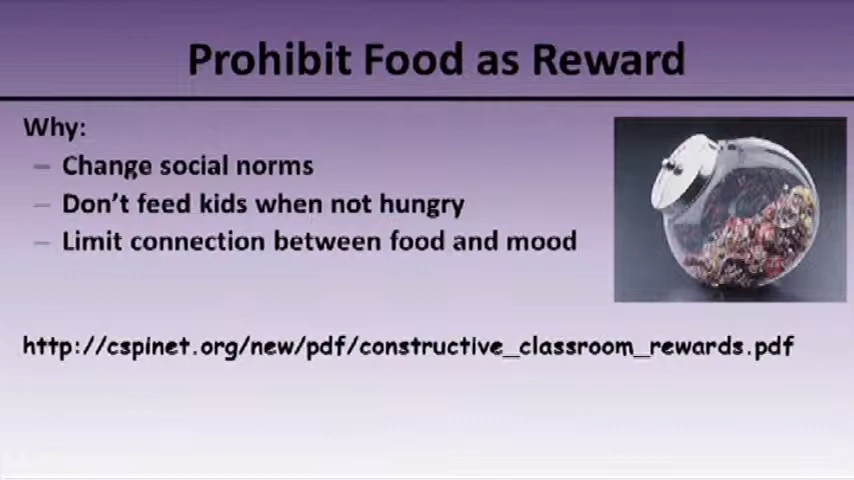 Prohibit Food as Reward
Why:
– Change social norms
– Don't feed kids when not hungry
– Limit connection between food and mood
http://cspinet.org/new/pdf/constructive_classroom_rewards.pdf